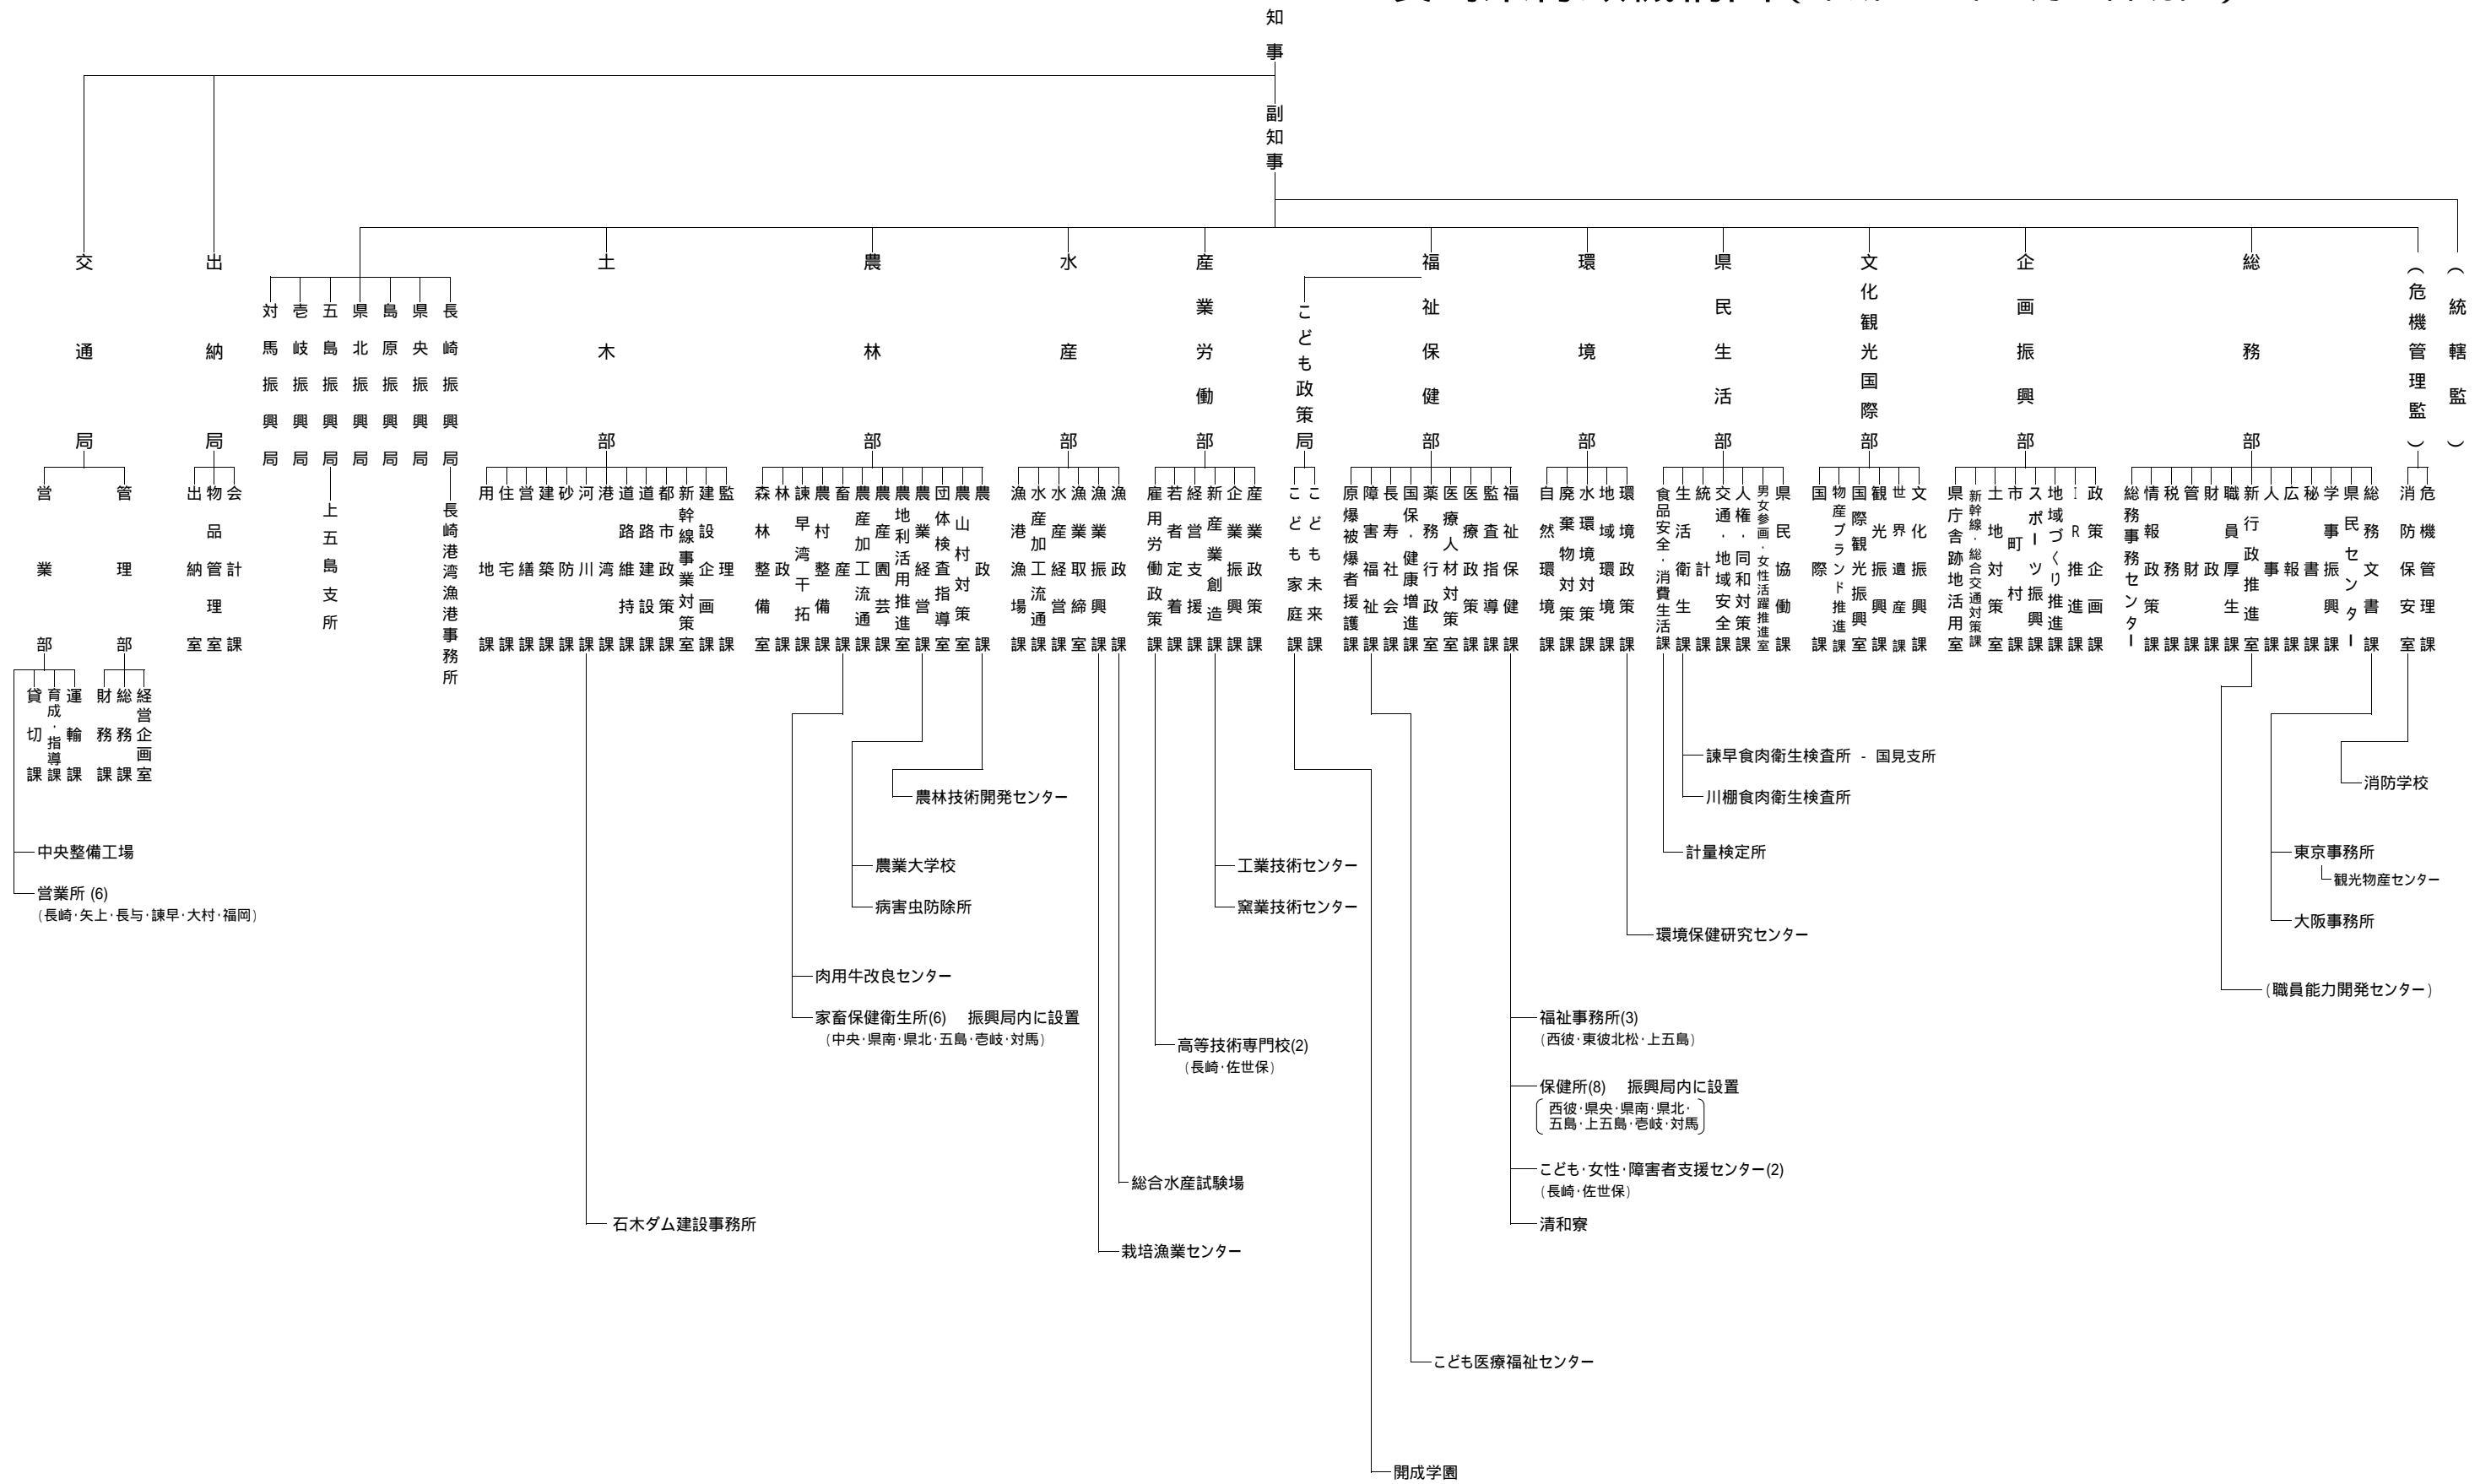 知事
副知事
交通局
出納局
対馬振興局
壱岐振興局
五島振興局
県北振興局
島原振興局
県央振興局
長崎振興局
土木部
農林部
水産部
産業労働部
こども政策局
福祉保健部
環境部
県民生活部
文化観光国際部
企画振興部
総務部
(危機管理監)
(統轄監)
営業部
管理部
出納室
物品管理室
会計課
上五島支所
長崎港湾漁港事務所
用地課
住宅課
営繕課
建築課
砂防課
河川課
港湾課
道路維持課
道路建設課
都市政策課
新幹線事業対策室
建設企画課
監理課
森林整備室
林政課
諫早湾干拓課
農村整備課
畜産課
農産加工流通課
農産園芸課
農地利活用推進室
農業経営課
団体検査指導室
農山村対策室
農政課
漁港漁場課
水産加工流通課
水産経営課
漁業取締室
漁業振興課
漁政課
雇用労働政策課
若者定着課
経営支援課
新産業創造課
企業振興課
産業政策課
こども家庭課
こども未来課
原爆被爆者援護課
障害福祉課
長寿社会課
国保・健康増進課
薬務行政室
医療人材対策室
医療政策課
監査指導課
福祉保健課
自然環境課
廃棄物対策課
水環境対策課
地域環境課
環境政策課
食品安全・消費生活課
生活衛生課
統計課
交通・地域安全課
人権・同和対策課
男女参画・女性活躍推進室
県民協働課
国際課
物産ブランド推進課
国際観光振興室
観光振興課
世界遺産課
文化振興課
県庁舎跡地活用室
新幹線・総合交通対策課
土地対策室
市町村課
スポーツ振興課
地域づくり推進課
IR推進課
政策企画課
総務事務センター
情報政策課
税務課
管財課
財政課
職員厚生課
新行政推進室
人事課
広報課
秘書課
学事振興課
県民センター
総務文書課
消防保安室
危機管理課
貸切課
育成・指導課
運輸課
財務課
総務課
経営企画室
諫早食肉衛生検査所 - 国見支所
消防学校
農林技術開発センター
川棚食肉衛生検査所
中央整備工場
計量検定所
東京事務所
農業大学校
工業技術センター
観光物産センター
営業所 (6)
(長崎・矢上・長与・諫早・大村・福岡)
病害虫防除所
窯業技術センター
大阪事務所
環境保健研究センター
肉用牛改良センター
(職員能力開発センター)
家畜保健衛生所(6) 振興局内に設置
(中央・県南・県北・五島・壱岐・対馬)
福祉事務所(3)
(西彼・東彼北松・上五島)
高等技術専門校(2)
(長崎・佐世保)
保健所(8) 振興局内に設置
西彼・県央・県南・県北・
五島・上五島・壱岐・対馬
こども・女性・障害者支援センター(2)
(長崎・佐世保)
総合水産試験場
石木ダム建設事務所
清和寮
栽培漁業センター
こども医療福祉センター
開成学園